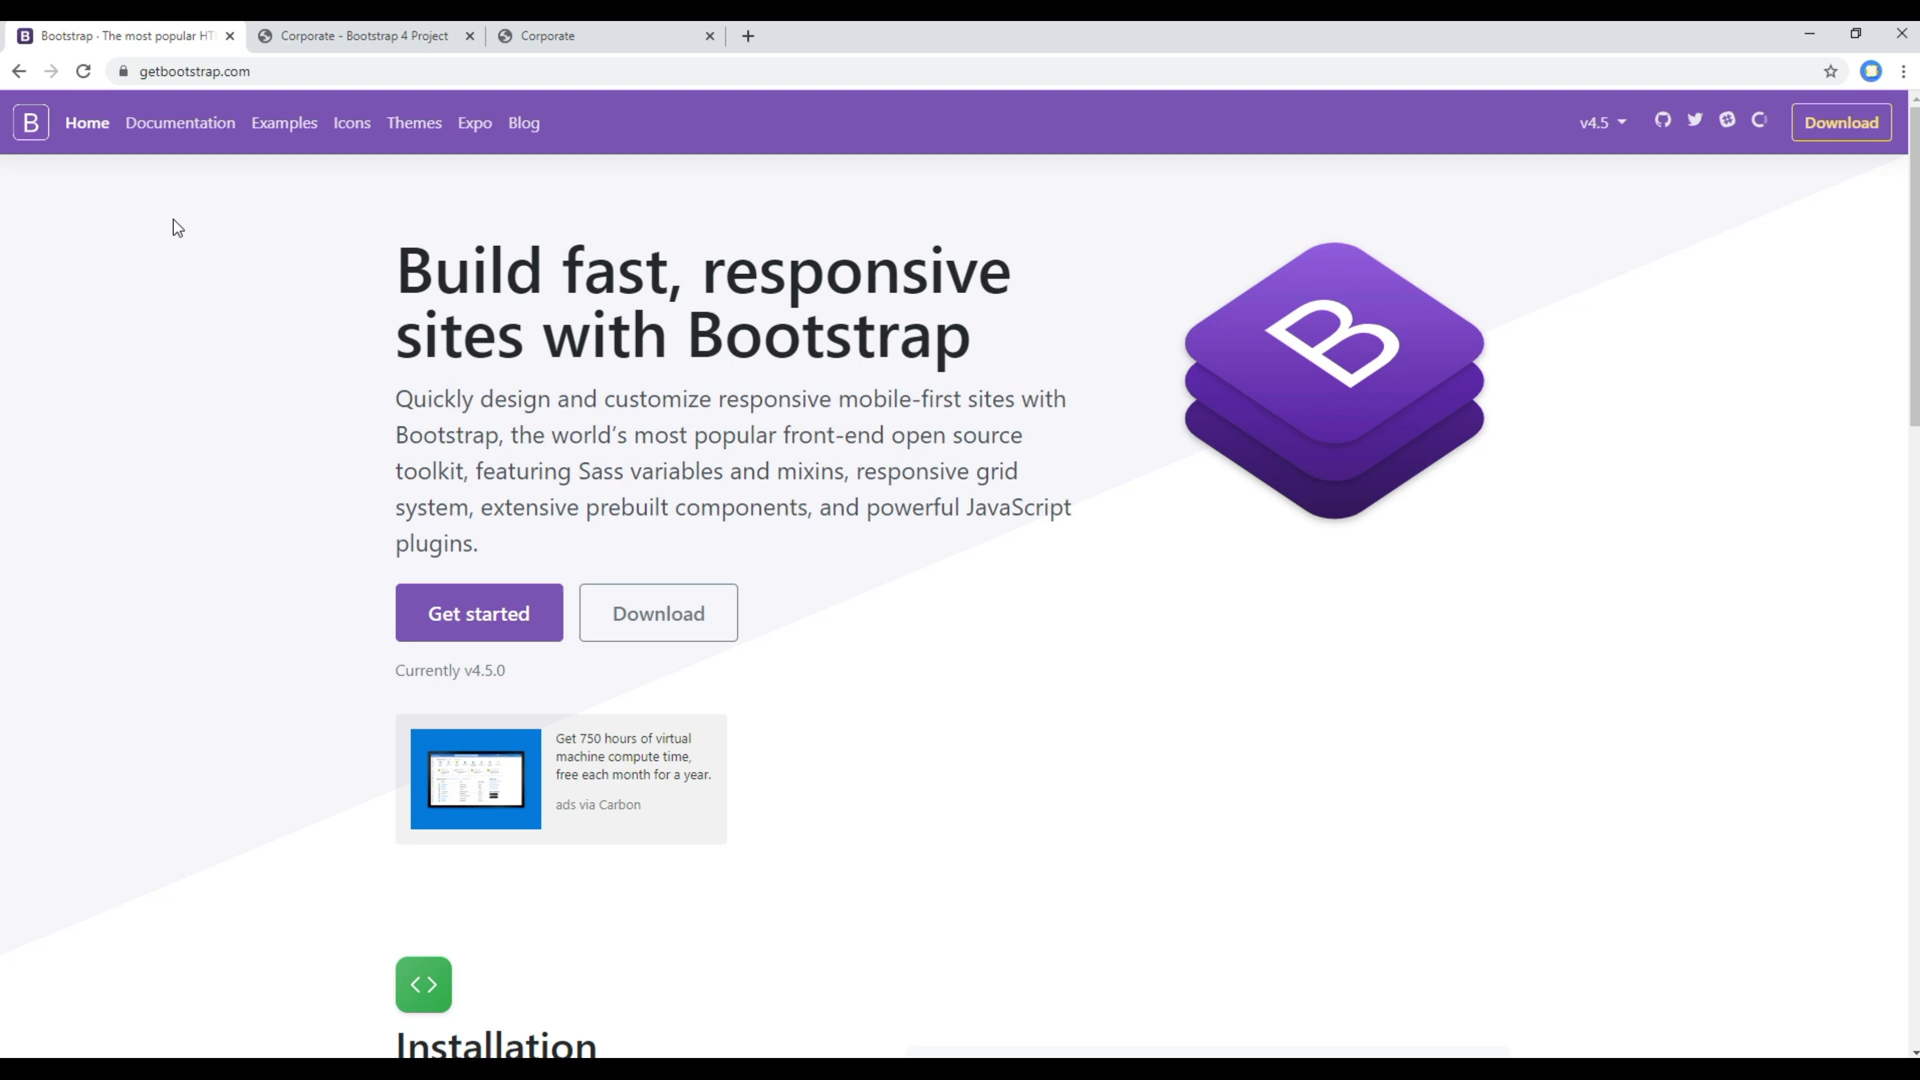 Bootstrap · The most popular HT
Corporate - Bootstrap 4 Project
Corporate
getbootstrap.com
B
Home
Documentation
Examples
Icons
Themes
Expo
Blog
v4.5
Download
Build fast, responsive
sites with Bootstrap
B
Quickly design and customize responsive mobile-first sites with
Bootstrap, the world’s most popular front-end open source
toolkit, featuring Sass variables and mixins, responsive grid
system, extensive prebuilt components, and powerful JavaScript
plugins.
Get started
Download
Currently v4.5.0
Get 750 hours of virtual
machine compute time,
free each month for a year.
ads via Carbon
Installation